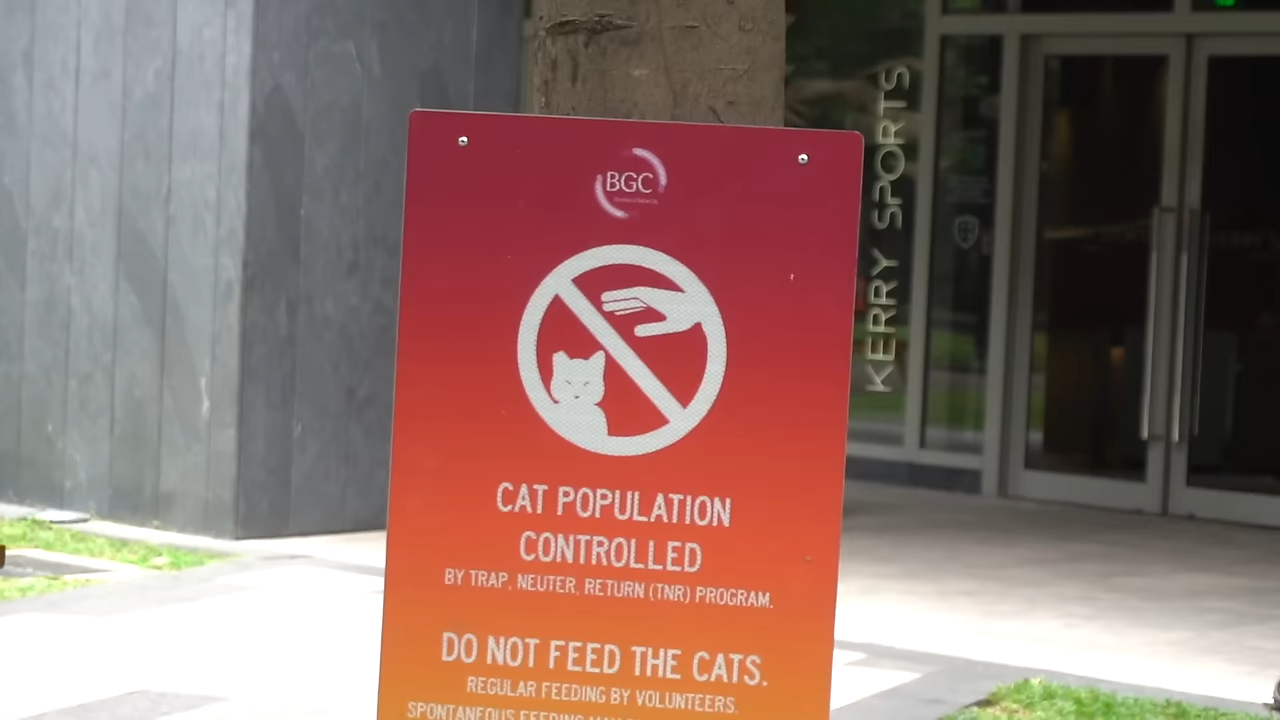 BGC
CAT POPULATION
CONTROLLED
BY TRAP, NEUTER, RETURN (TNR) PROGRAM.
DO NOT FEED THE CATS.
REGULAR FEEDING BY VOLUNTEERS.
SPONTANEOUS FEEDING MAY
KERRY SPORTS